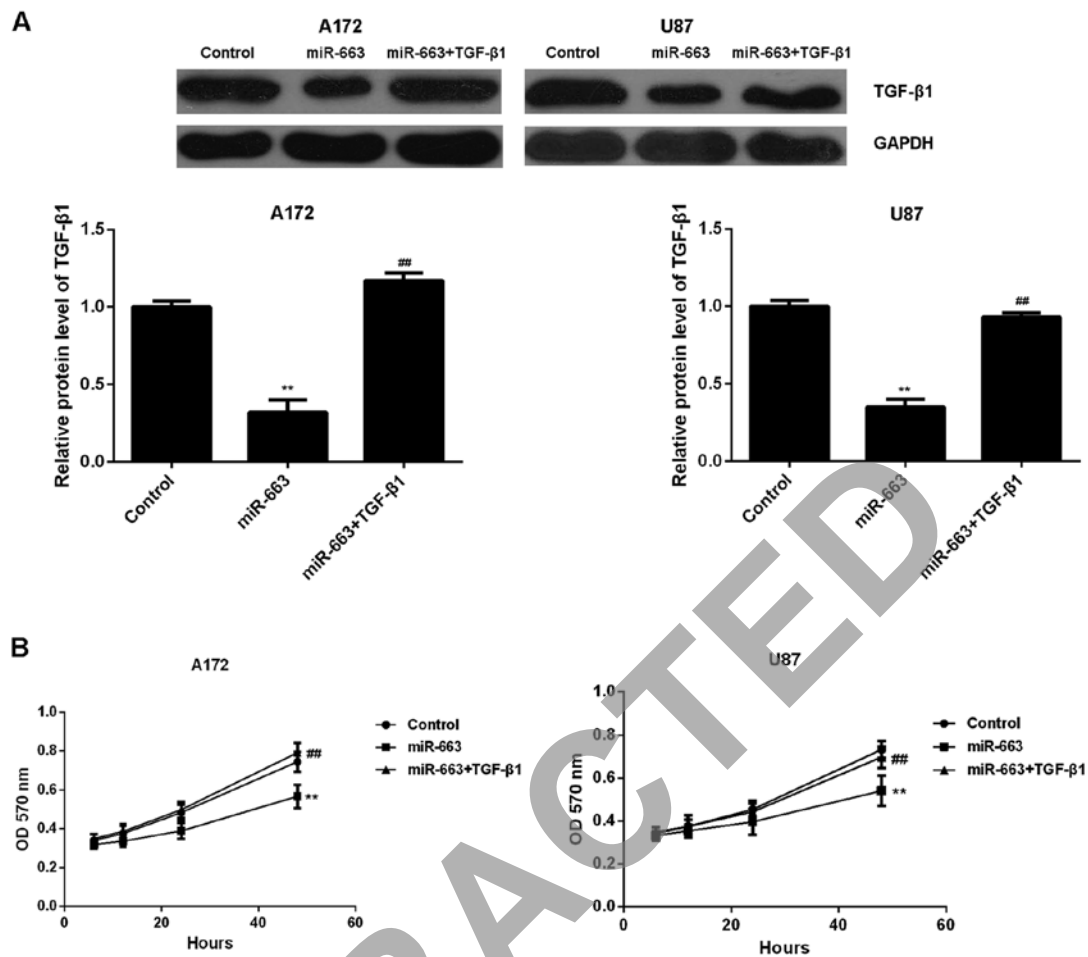 A
A172
U87
Control miR-663 miR-663+TGF-β1
Control miR-663 miR-663+TGF-β1
TGF-β1
GAPDH
A172
Relative protein level of TGF-β1
1.5
1.0
0.5
0.0
**
##
Control
miR-663
miR-663+TGF-β1
U87
Relative protein level of TGF-β1
1.5
1.0
0.5
0.0
**
##
Control
miR-663
miR-663+TGF-β1
B
A172
OD 570 nm
1.0
0.8
0.6
0.4
0.2
0.0
0 20 40 60
Hours
##
**
Control
miR-663
miR-663+TGF-β1
U87
OD 570 nm
1.0
0.8
0.6
0.4
0.2
0.0
0 20 40 60
Hours
##
**
Control
miR-663
miR-663+TGF-β1
RACTED